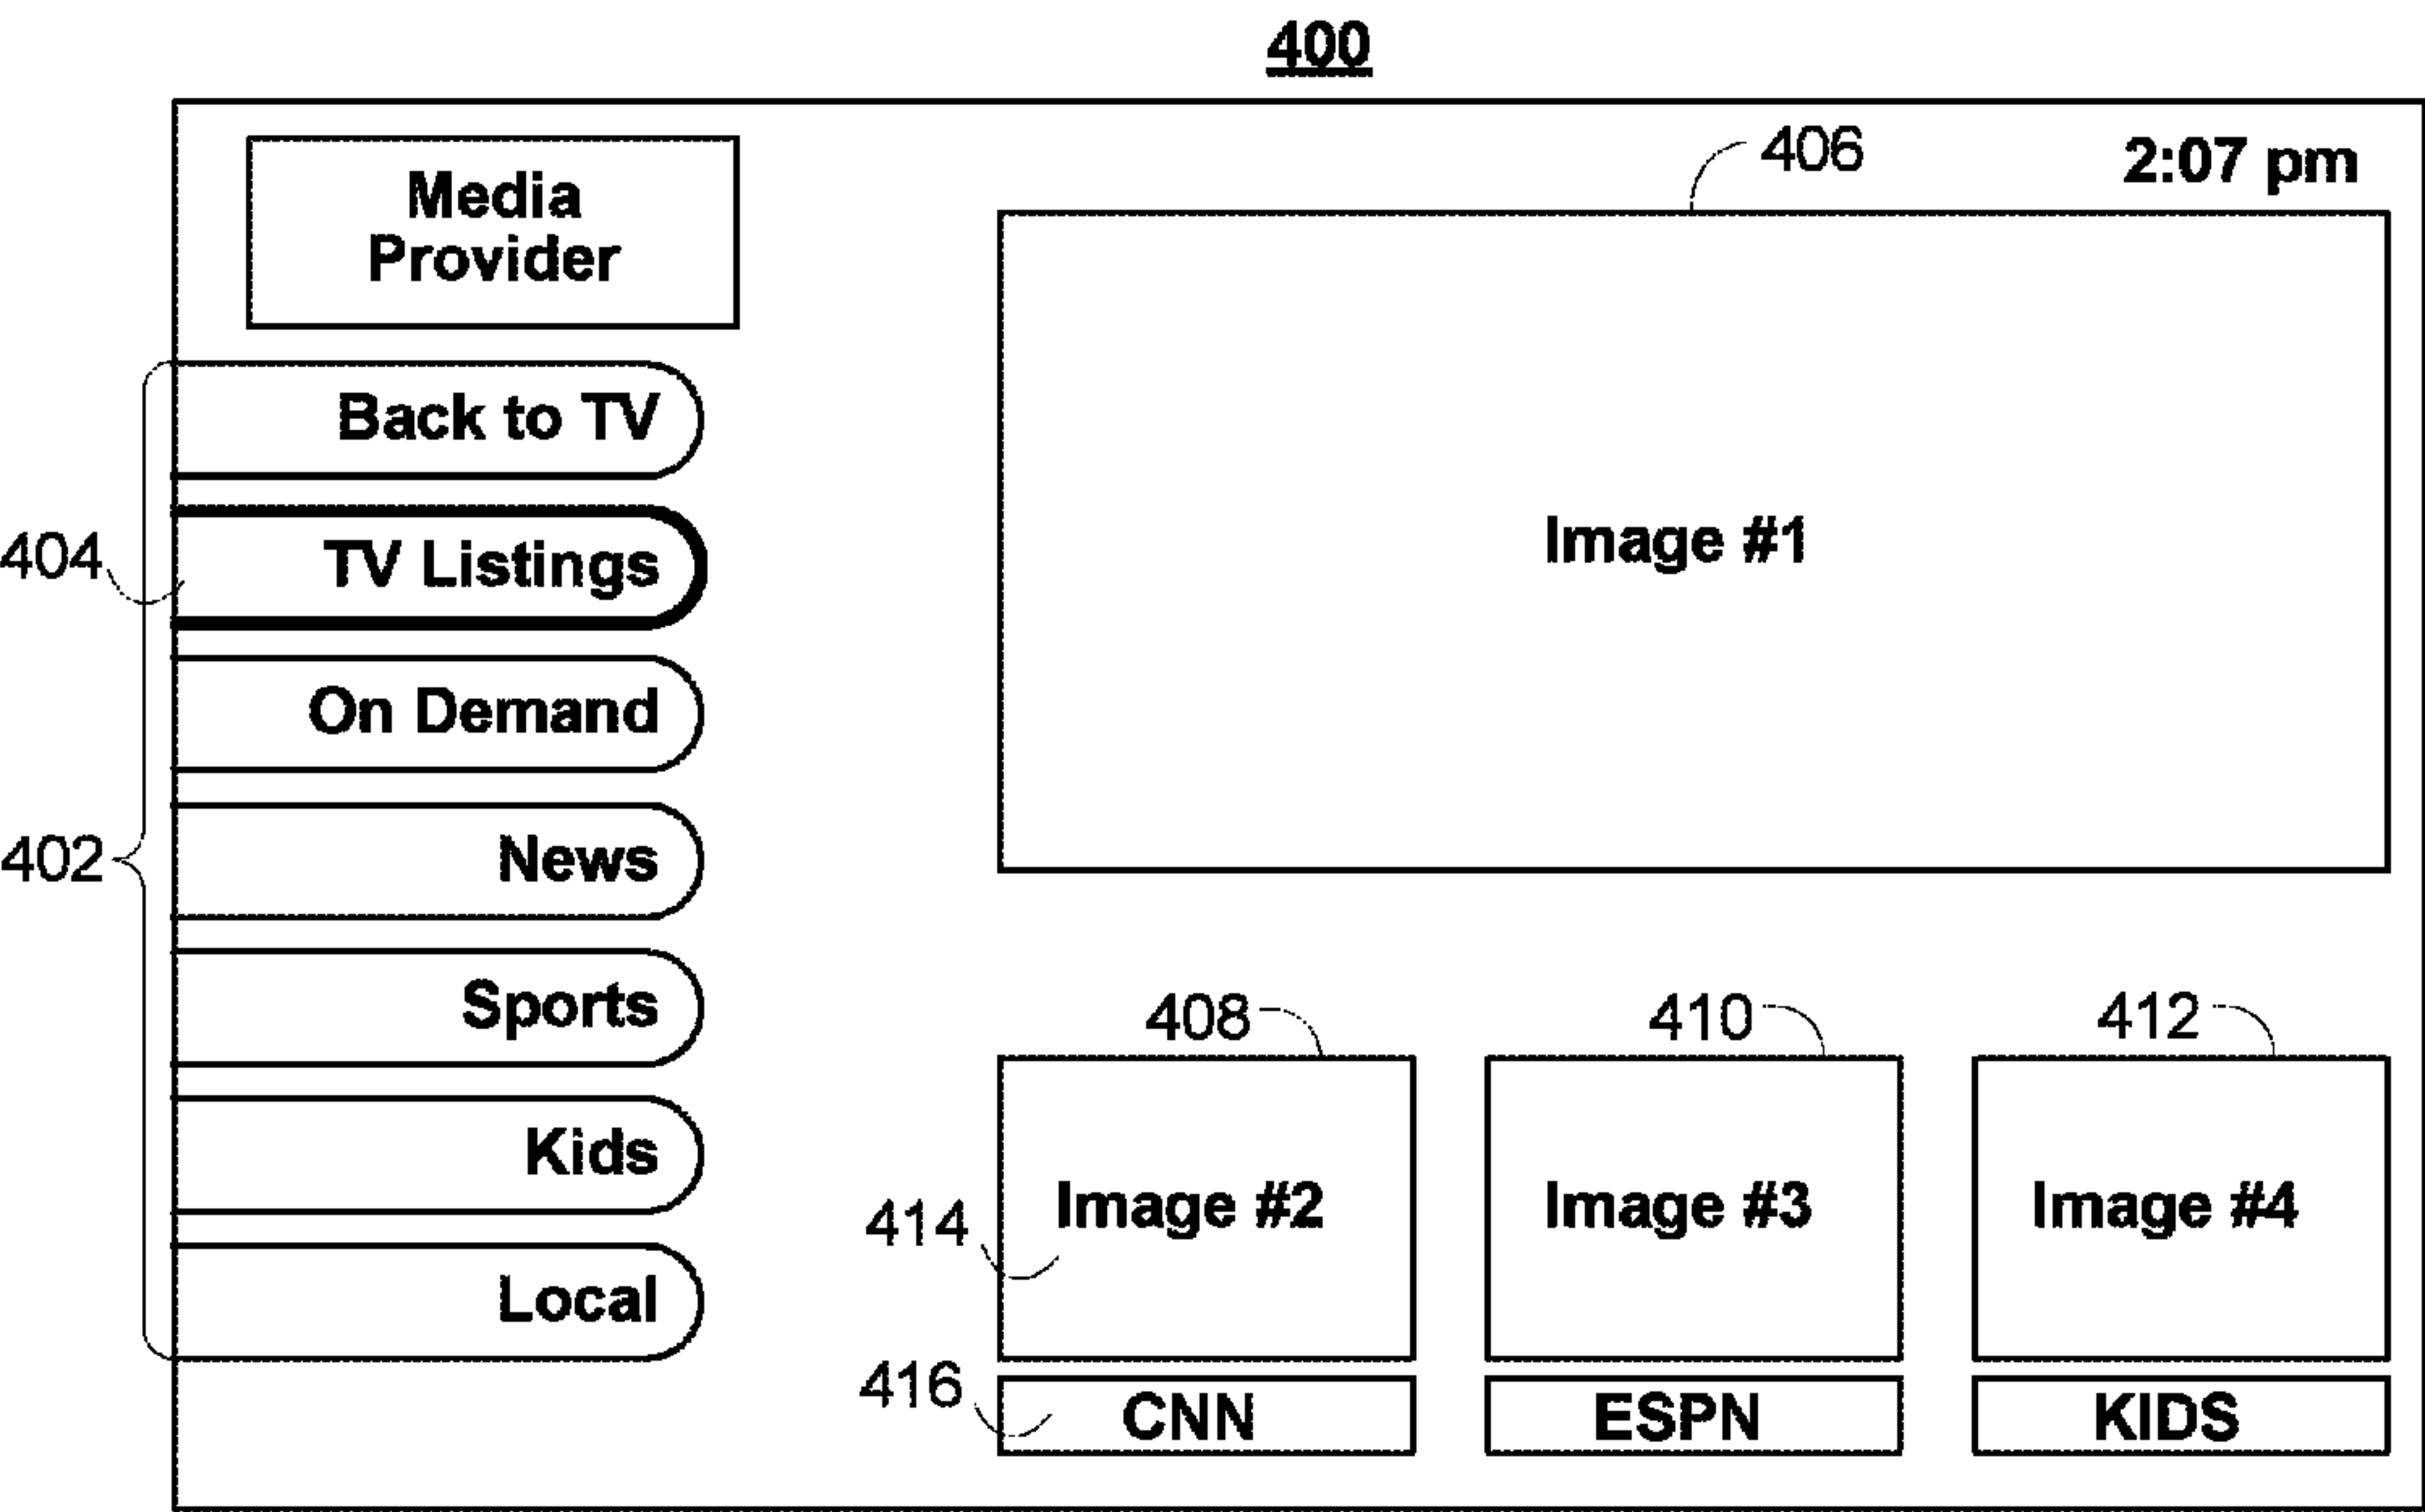 400
406
2:07 pm
Media
Provider
Back to TV
404
TV Listings
Image #1
On Demand
402
News
Sports
408
410
412
Kids
414
Image #2
Image #3
Image #4
Local
416
CNN
ESPN
KIDS